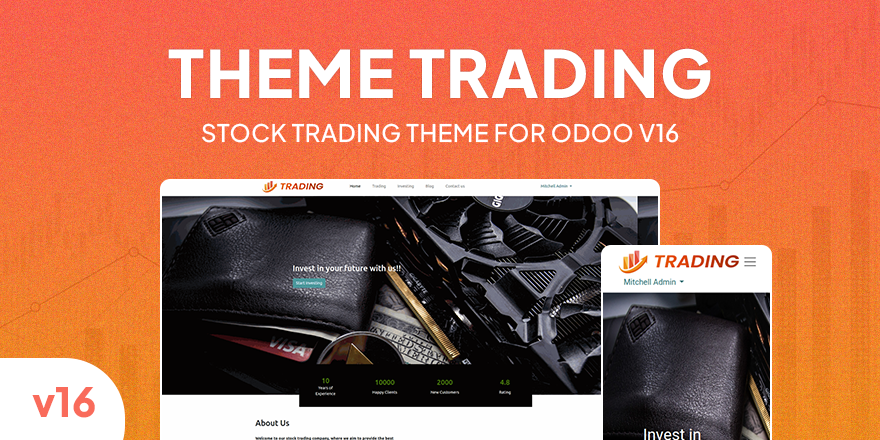 THEME TRADING
STOCK TRADING THEME FOR ODOO V16
TRADING
Home Trading Investing Blog Contact us Mitchell Admin
Invest in your future with us!!
Start Investing
VISA
10 10000 2000 4.8
Years of Experience Happy Clients New Customers Rating
About Us
Welcome to our stock trading company, where we aim to provide the best
TRADING
Mitchell Admin
Invest in
v16